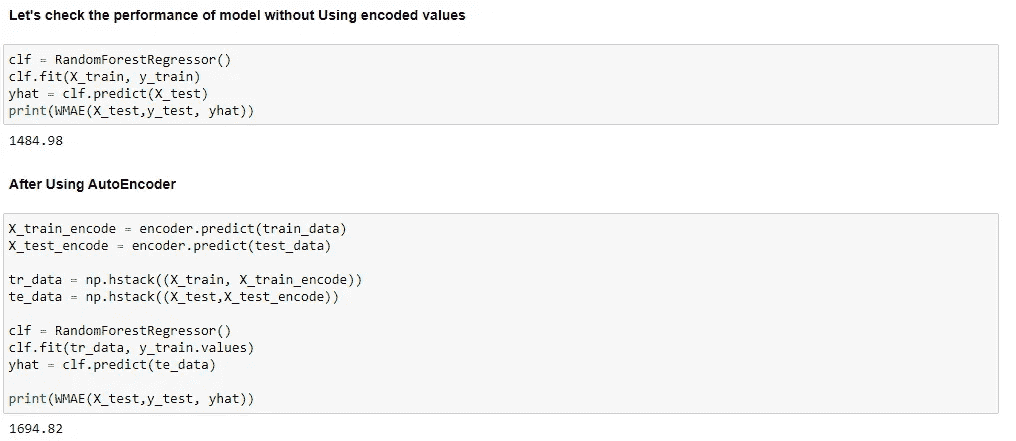 Let's check the performance of model without Using encoded values
clf = RandomForestRegressor()
clf.fit(X_train, y_train)
yhat = clf.predict(X_test)
print(WMAE(X_test,y_test, yhat))
1484.98
After Using AutoEncoder
X_train_encode = encoder.predict(train_data)
X_test_encode = encoder.predict(test_data)
tr_data = np.hstack((X_train, X_train_encode))
te_data = np.hstack((X_test,X_test_encode))
clf = RandomForestRegressor()
clf.fit(tr_data, y_train.values)
yhat = clf.predict(te_data)
print(WMAE(X_test,y_test, yhat))
1694.82